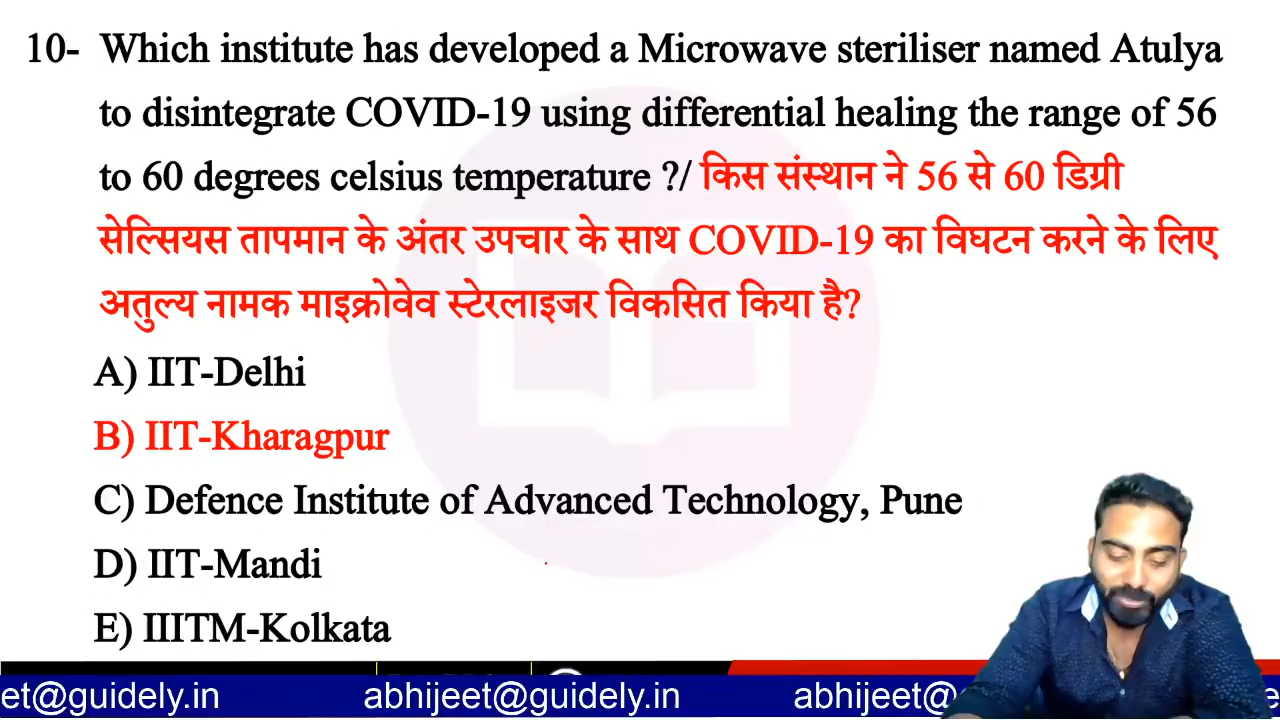 10- Which institute has developed a Microwave steriliser named Atulya
to disintegrate COVID-19 using differential healing the range of 56
to 60 degrees celsius temperature ?/ किस संस्थान ने 56 से 60 डिग्री
सेल्सियस तापमान के अंतर उपचार के साथ COVID-19 का विघटन करने के लिए
अतुल्य नामक माइक्रोवेव स्टेरलाइजर विकसित किया है?
A) IIT-Delhi
B) IIT-Kharagpur
C) Defence Institute of Advanced Technology, Pune
D) IIT-Mandi
E) IIITM-Kolkata
et@guidely.in abhijeet@guidely.in abhijeet@